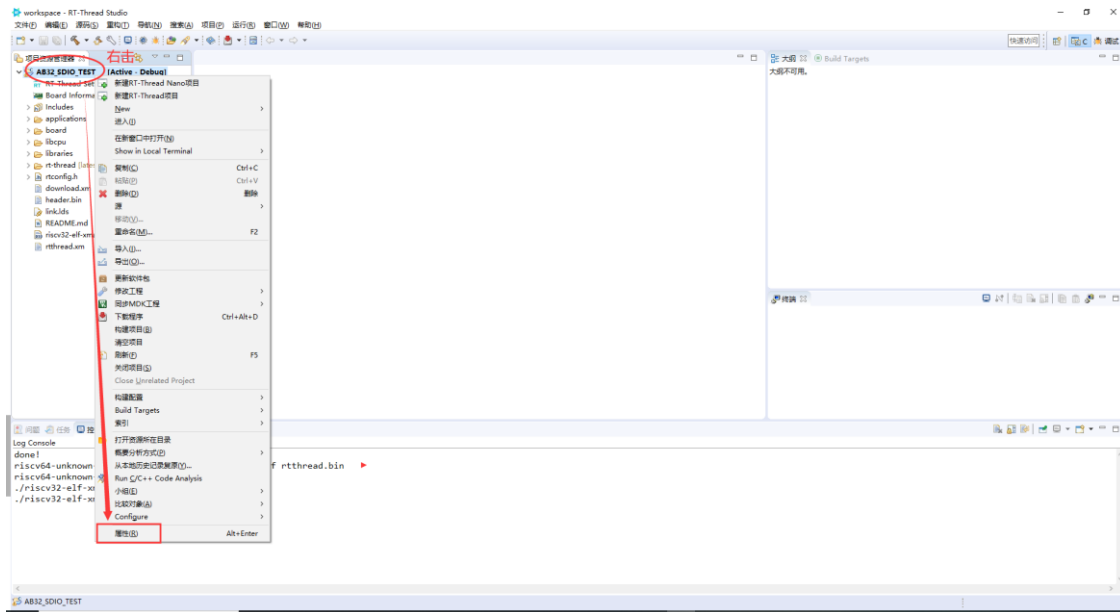 workspace - RT-Thread Studio
文件(F) 编辑(E) 源码(S) 重构(T) 导航(N) 搜索(A) 项目(P) 运行(R) 窗口(W) 帮助(H)
快速访问
C
调试
项目资源管理器
右击
AB32_SDIO_TEST [Active - Debug]
RT-Thread Set
Board Informa
Includes
applications
board
libcpu
libraries
rt-thread [late
rtconfig.h
download.xm
header.bin
link.lds
README.md
riscv32-elf-xm
rtthread.xm
新建RT-Thread Nano项目
新建RT-Thread项目
New
进入(I)
在新窗口中打开(N)
Show in Local Terminal
复制(C) Ctrl+C
粘贴(P) Ctrl+V
删除(D) 删除
源
移动(V)...
重命名(M)... F2
导入(I)...
导出(O)...
更新软件包
修改工程
同步MDK工程
下载程序 Ctrl+Alt+D
构建项目(B)
清空项目
刷新(F) F5
关闭项目(S)
Close Unrelated Project
构建配置
Build Targets
索引
打开资源所在目录
概要分析方式(P)
从本地历史记录复原(Y)...
Run C/C++ Code Analysis
小组(E)
比较对象(A)
Configure
属性(R) Alt+Enter
大纲 Build Targets
大纲不可用。
终端
问题 任务 控
Log Console
done!
riscv64-unknown f rtthread.bin
riscv64-unknown
./riscv32-elf-xm
./riscv32-elf-xm
AB32_SDIO_TEST